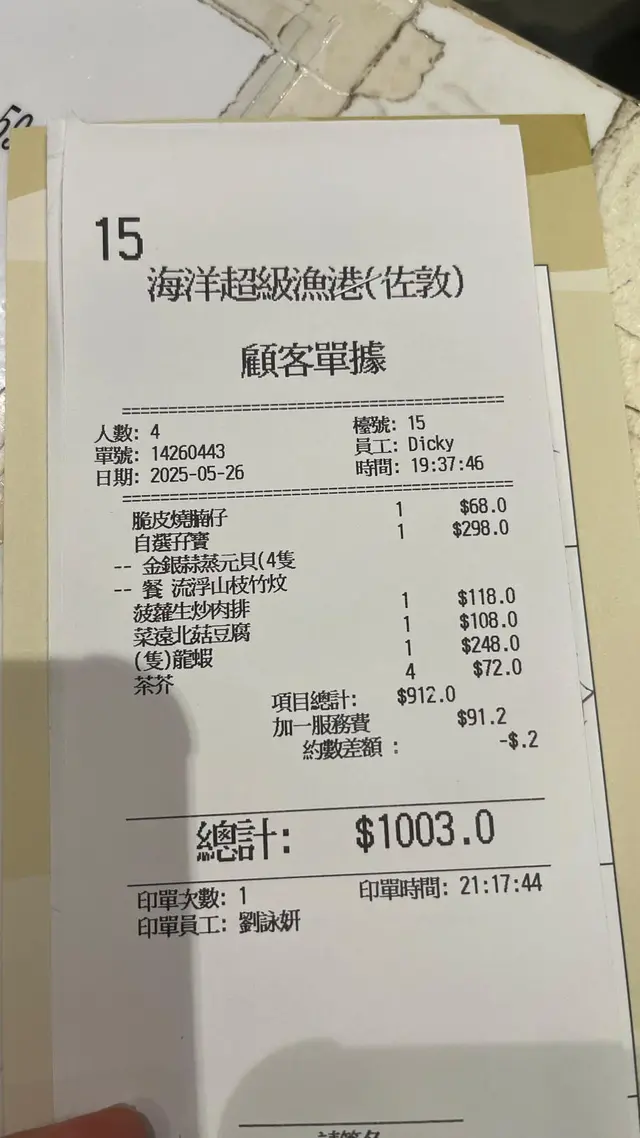 15
海洋超級漁港(佐敦)
顧客單據
人數: 4 檯號: 15
單號: 14260443 員工: Dicky
日期: 2025-05-26 時間: 19:37:46
脆皮燒腩仔 1 $68.0
自選孖寶 1 $298.0
-- 金銀蒜蒸元貝(4隻
-- 餐 流浮山枝竹炆
菠蘿生炒肉排 1 $118.0
菜遠北菇豆腐 1 $108.0
(隻)龍蝦 1 $248.0
茶芥 4 $72.0
項目總計: $912.0
加一服務費 $91.2
約數差額 : -$.2
總計: $1003.0
印單次數: 1 印單時間: 21:17:44
印單員工: 劉詠妍